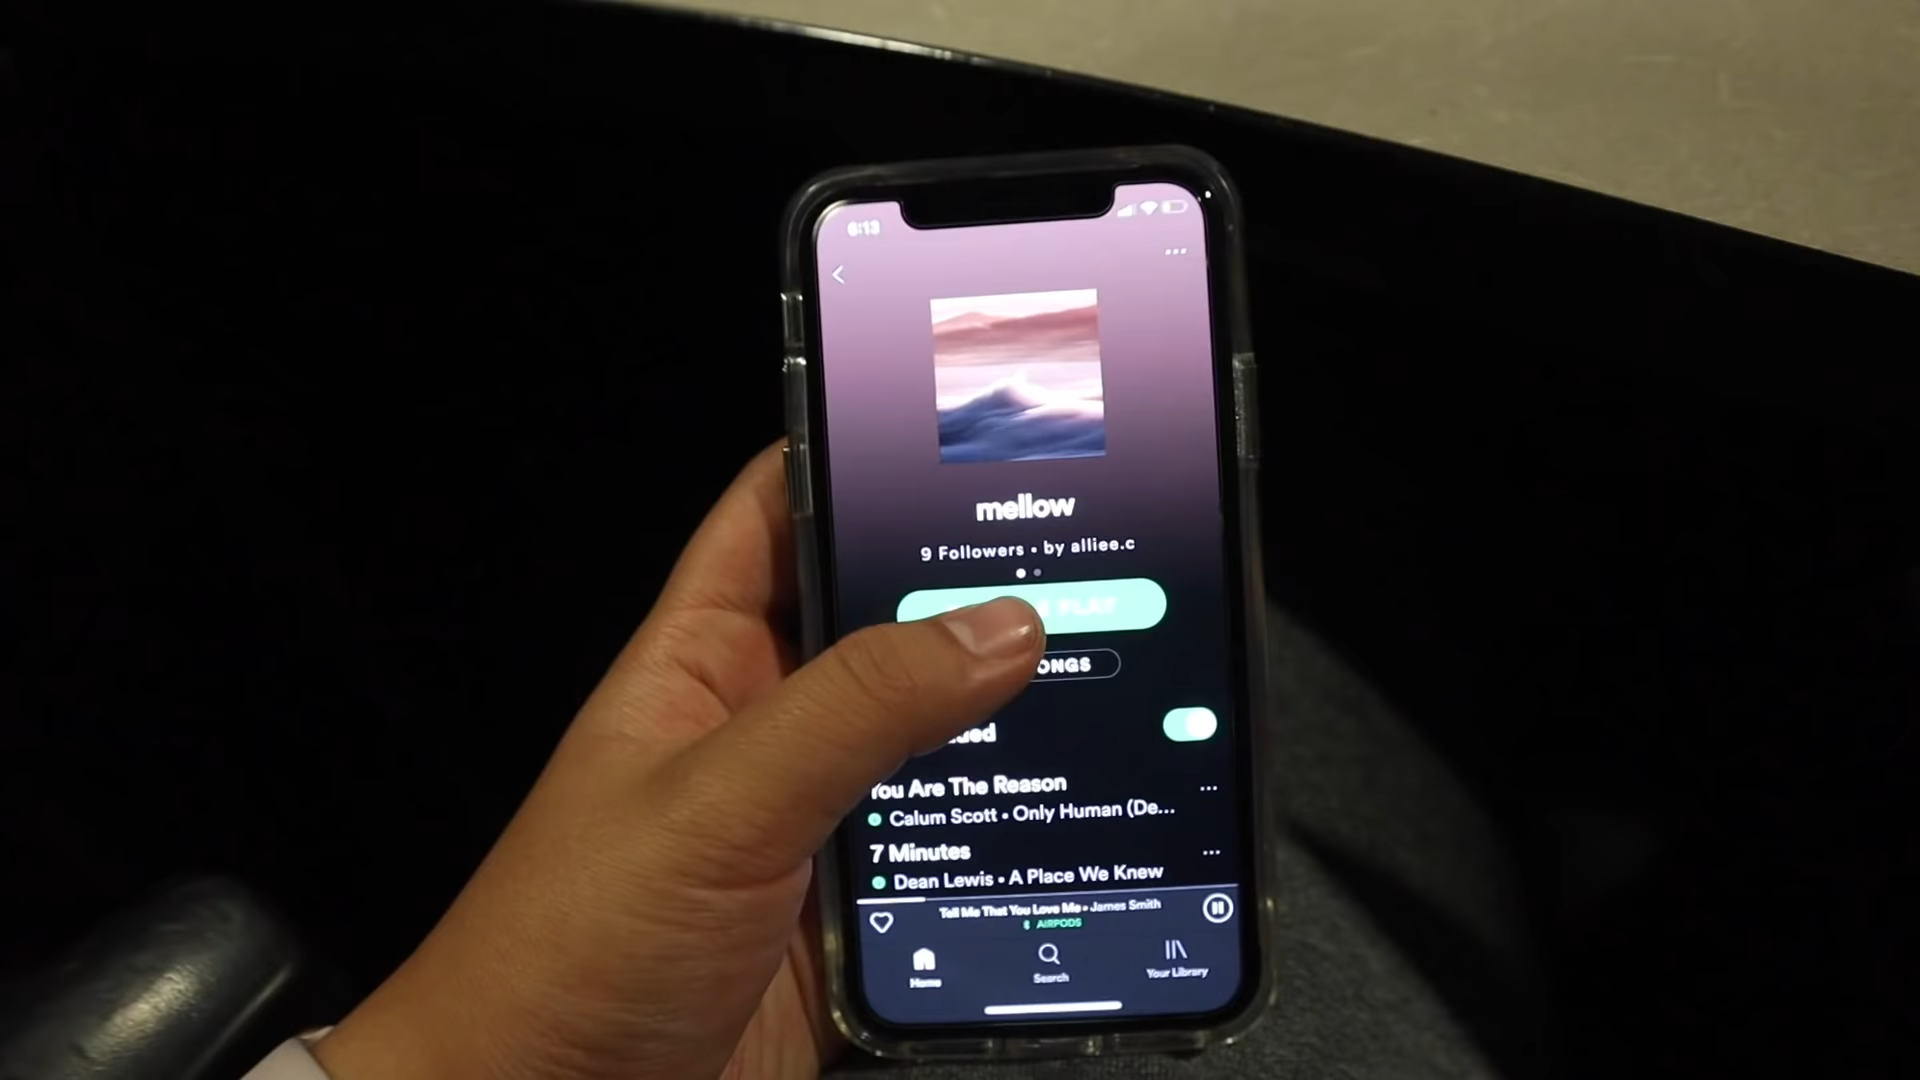 6:13
mellow
9 Followers • by alliee.c
PLAY
You Are The Reason
Calum Scott • Only Human (De...
7 Minutes
Dean Lewis • A Place We Knew
Tell Me That You Love Me • James Smith
AIRPODS
Home
Search
Your Library